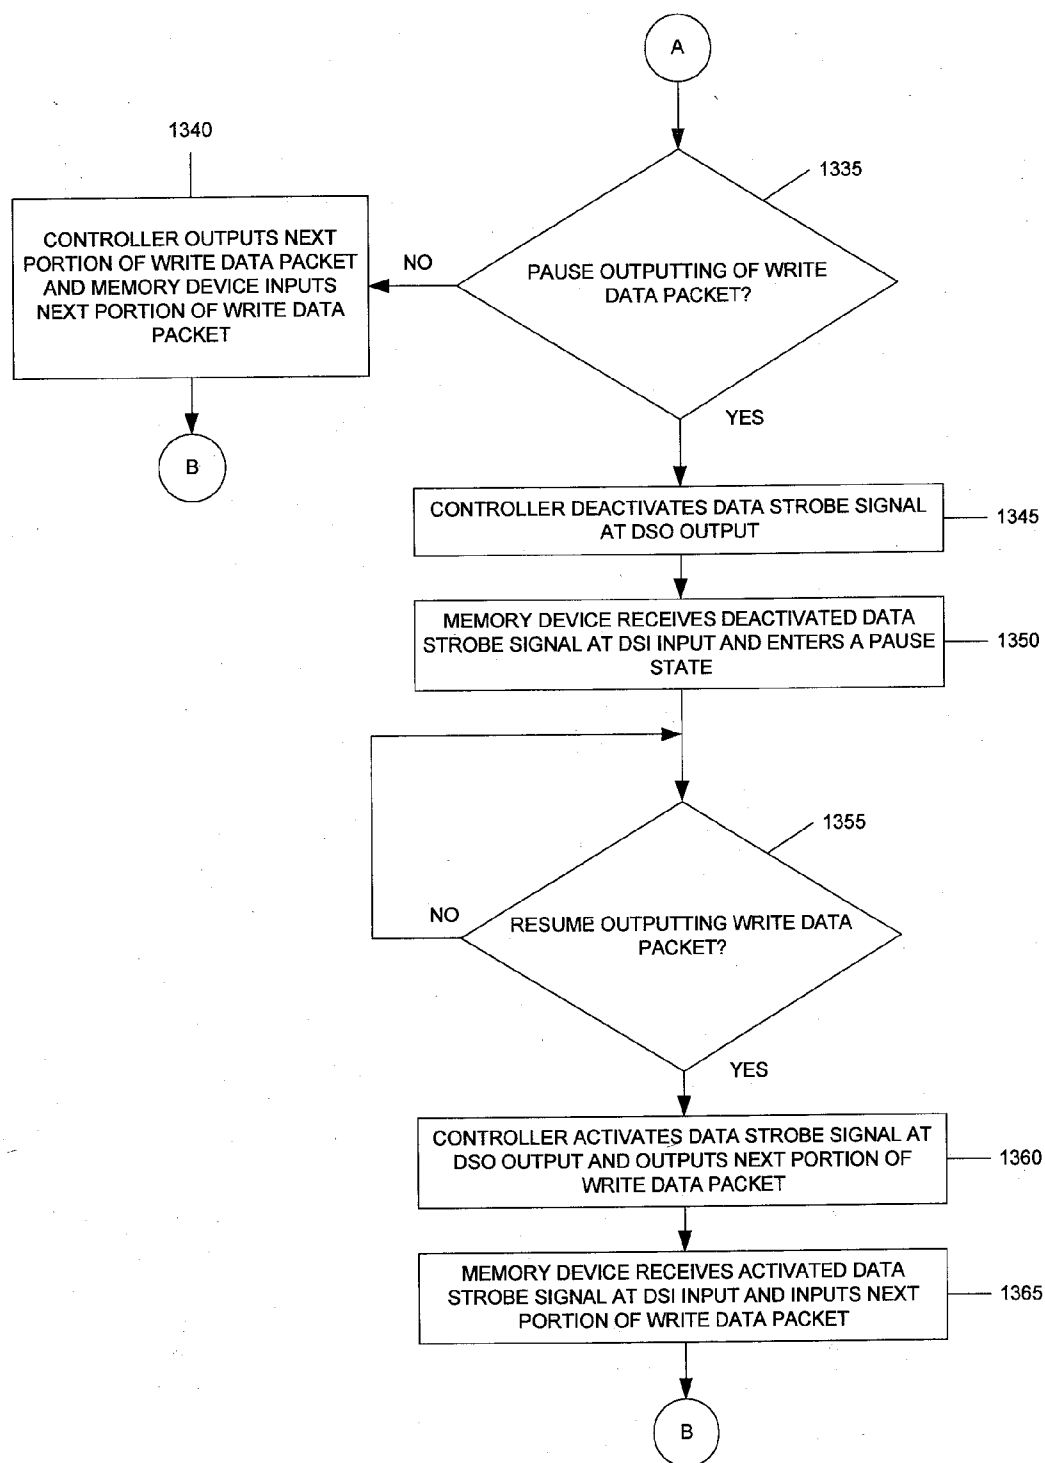 A
1340
1335
CONTROLLER OUTPUTS NEXT
PORTION OF WRITE DATA PACKET
AND MEMORY DEVICE INPUTS
NEXT PORTION OF WRITE DATA
PACKET
NO
PAUSE OUTPUTTING OF WRITE
DATA PACKET?
YES
B
CONTROLLER DEACTIVATES DATA STROBE SIGNAL
AT DSO OUTPUT
1345
MEMORY DEVICE RECEIVES DEACTIVATED DATA
STROBE SIGNAL AT DSI INPUT AND ENTERS A PAUSE
STATE
1350
1355
NO
RESUME OUTPUTTING WRITE DATA
PACKET?
YES
CONTROLLER ACTIVATES DATA STROBE SIGNAL AT
DSO OUTPUT AND OUTPUTS NEXT PORTION OF
WRITE DATA PACKET
1360
MEMORY DEVICE RECEIVES ACTIVATED DATA
STROBE SIGNAL AT DSI INPUT AND INPUTS NEXT
PORTION OF WRITE DATA PACKET
1365
B